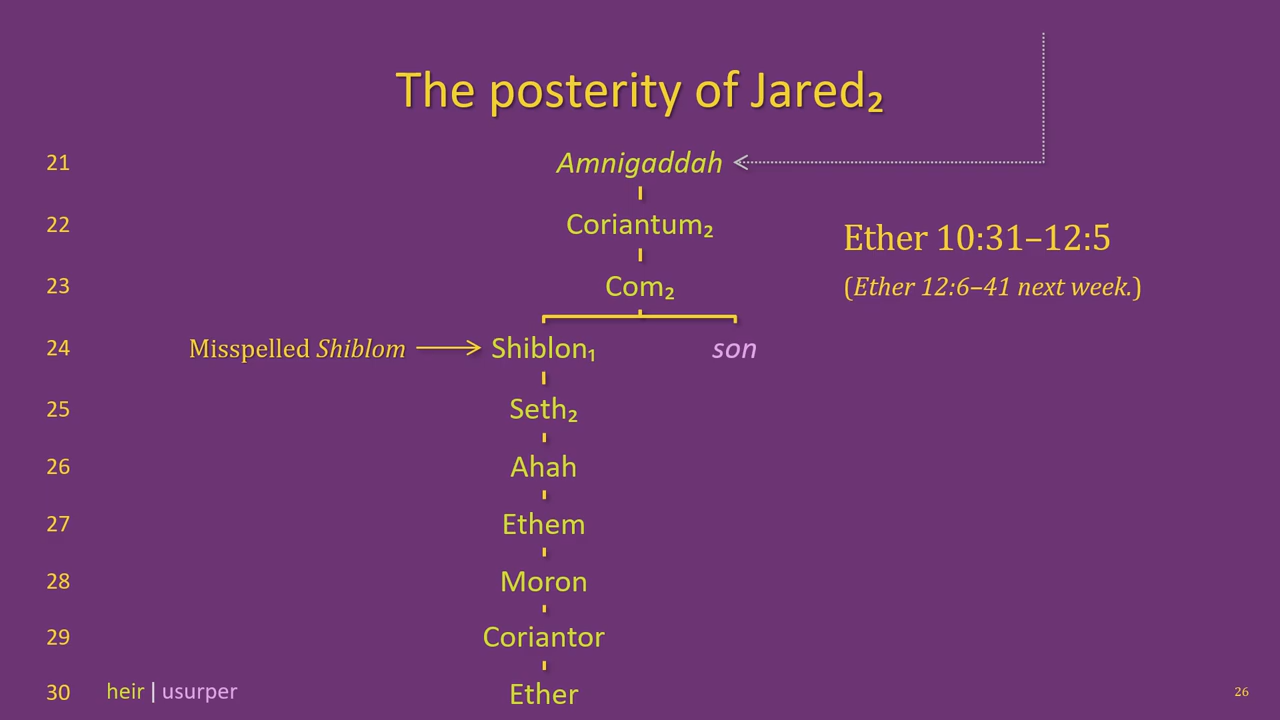 The posterity of Jared₂
21 Amnigaddah
22 Coriantum₂
Ether 10:31–12:5
23 Com₂
(Ether 12:6–41 next week.)
24 Misspelled Shiblom Shiblon₁ son
25 Seth₂
26 Ahah
27 Ethem
28 Moron
29 Coriantor
30 heir | usurper Ether 26